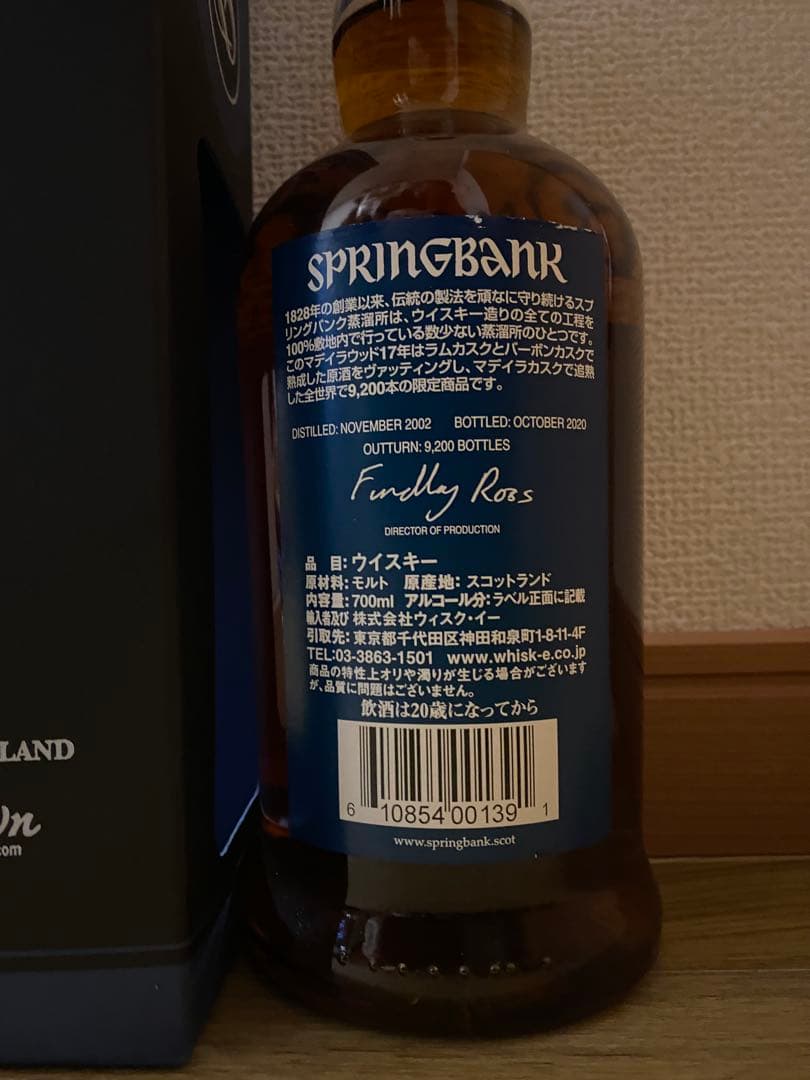 SPRINGBANK
1828年の創業以来、伝統の製法を頑なに守り続けるスプ
リングバンク蒸溜所は、ウイスキー造りの全ての工程を
100%敷地内で行っている数少ない蒸溜所のひとつです。
このマデイラウッド17年はラムカスクとバーボンカスクで
熟成した原酒をヴァッティングし、マデイラカスクで追熟
した全世界で9,200本の限定商品です。
DISTILLED: NOVEMBER 2002 BOTTLED: OCTOBER 2020
OUTTURN: 9,200 BOTTLES
Findlay Ross
DIRECTOR OF PRODUCTION
品 目:ウイスキー
原材料:モルト 原産地:スコットランド
内容量:700ml アルコール分:ラベル正面に記載
輸入者及び 株式会社ウィスク・イー
引取先:東京都千代田区神田和泉町1-8-11-4F
TEL:03-3863-1501 www.whisk-e.co.jp
商品の特性上オリや濁りが生じる場合がございます
が、品質に問題はございません。
飲酒は20歳になってから
6 10854 00139 1
www.springbank.scot
LAND
wn
.com